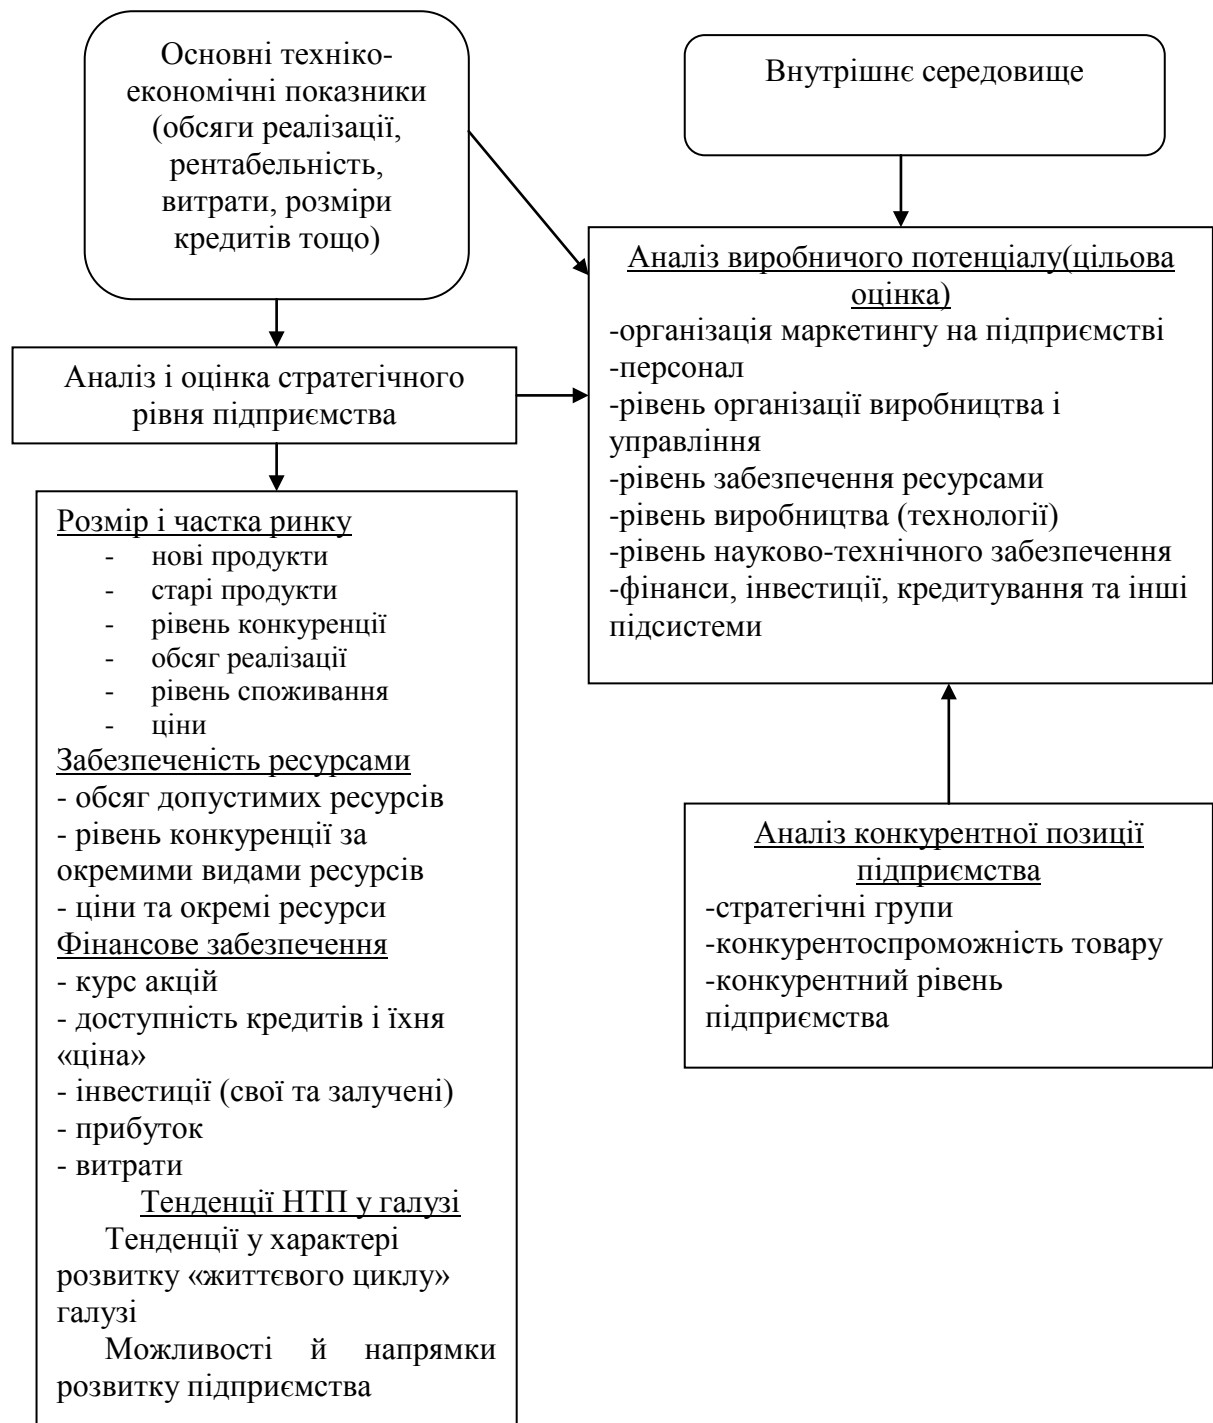 Основні техніко-
економічні показники
(обсяги реалізації,
рентабельність,
витрати, розміри
кредитів тощо)
Внутрішнє середовище
Аналіз і оцінка стратегічного
рівня підприємства
Аналіз виробничого потенціалу(цільова
оцінка)
-організація маркетингу на підприємстві
-персонал
-рівень організації виробництва і
управління
-рівень забезпечення ресурсами
-рівень виробництва (технології)
-рівень науково-технічного забезпечення
-фінанси, інвестиції, кредитування та інші
підсистеми
Розмір і частка ринку
- нові продукти
- старі продукти
- рівень конкуренції
- обсяг реалізації
- рівень споживання
- ціни
Забезпеченість ресурсами
- обсяг допустимих ресурсів
- рівень конкуренції за
окремими видами ресурсів
- ціни та окремі ресурси
Фінансове забезпечення
- курс акцій
- доступність кредитів і їхня
«ціна»
- інвестиції (свої та залучені)
- прибуток
- витрати
Тенденції НТП у галузі
Тенденції у характері
розвитку «життєвого циклу»
галузі
Можливості й напрямки
розвитку підприємства
Аналіз конкурентної позиції
підприємства
-стратегічні групи
-конкурентоспроможність товару
-конкурентний рівень
підприємства